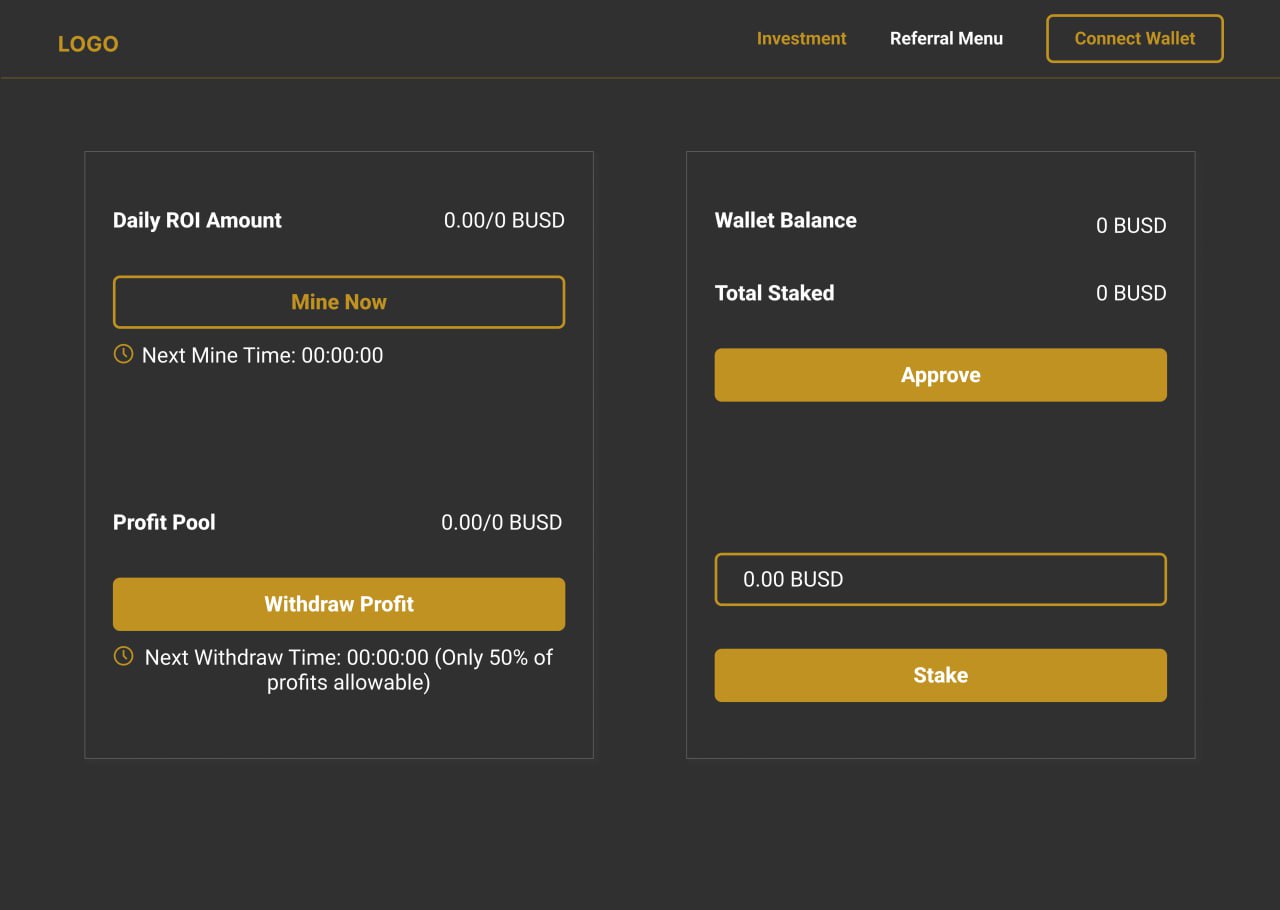 LOGO
Investment
Referral Menu
Connect Wallet
Daily ROI Amount
0.00/0 BUSD
Mine Now
Next Mine Time: 00:00:00
Profit Pool
0.00/0 BUSD
Withdraw Profit
Next Withdraw Time: 00:00:00 (Only 50% of
profits allowable)
Wallet Balance
0 BUSD
Total Staked
0 BUSD
Approve
0.00 BUSD
Stake